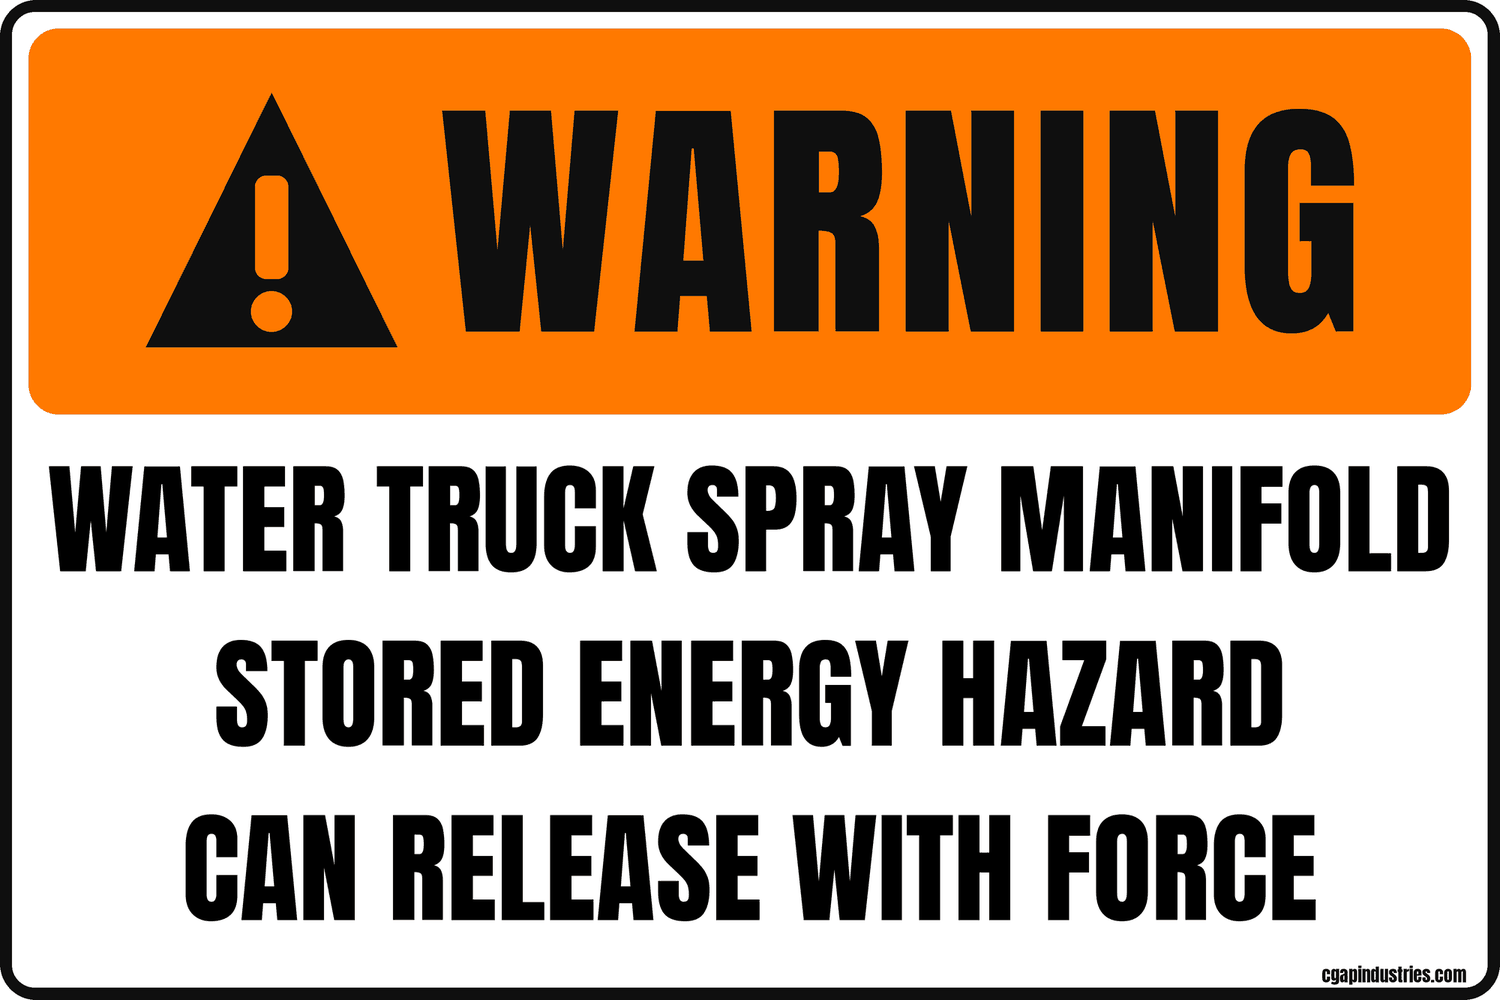 WARNING
WATER TRUCK SPRAY MANIFOLD
STORED ENERGY HAZARD
CAN RELEASE WITH FORCE
cgapindustries.com